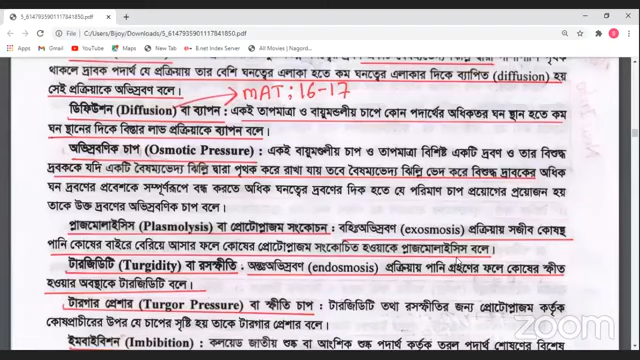 5_6147935901117841850.pdf
C:/Users/Bijoy/Downloads/5_6147935901117841850.pdf
Apps Gmail YouTube Maps New Tab B.net Index Server All of Novice | Nagord...
থাকলে দ্রাবক পদার্থ যে প্রক্রিয়ায় তার বেশি ঘনত্বের এলাকা হতে কম ঘনত্বের এলাকার দিকে ব্যাপিত (diffusion) হয়
সেই প্রক্রিয়াকে অভিস্রবণ বলে।
MAT; 16-17
ডিফিউশন (Diffusion) বা ব্যাপন : একই তাপমাত্রা ও বায়ুমণ্ডলীয় চাপে কোন পদার্থের অধিকতর ঘন স্থান হতে কম
ঘন স্থানের দিকে বিস্তার লাভ প্রক্রিয়াকে ব্যাপন বলে।
অভিস্রবণিক চাপ (Osmotic Pressure) : একই বায়ুমণ্ডলীয় চাপ ও তাপমাত্রা বিশিষ্ট একটি দ্রবণ ও তার বিশুদ্ধ
দ্রাবককে যদি একটি বৈষম্যভেদ্য ঝিল্লি দ্বারা পৃথক করে রাখা যায় তবে বৈষম্যভেদ্য ঝিল্লি ভেদ করে বিশুদ্ধ দ্রাবকের অধিক
ঘন দ্রবণের প্রবেশকে সম্পূর্ণরূপে বন্ধ করতে অধিক ঘনত্বের দ্রবণের দিক হতে যে পরিমাণ চাপ প্রয়োগের প্রয়োজন হয়
তাকে উক্ত দ্রবণের অভিস্রবণিক চাপ বলে।
প্লাজমোলাইসিস (Plasmolysis) বা প্রোটোপ্লাজম সংকোচন : বহিঃঅভিস্রবণ (exosmosis) প্রক্রিয়ায় সজীব কোষস্থ
পানি কোষের বাইরে বেরিয়ে আসার ফলে কোষের প্রোটোপ্লাজম সংকোচিত হওয়াকে প্লাজমোলাইসিস বলে।
টারজিডিটি (Turgidity) বা রসস্ফীতি : অন্তঃঅভিস্রবণ (endosmosis) প্রক্রিয়ায় পানি গ্রহণের ফলে কোষের স্ফীত
হওয়ার অবস্থাকে টারজিডিটি বলে।
টারগার প্রেশার (Turgor Pressure) বা স্ফীতি চাপ : টারজিডিটি তথা রসস্ফীতির জন্য প্রোটোপ্লাজম কর্তৃক
কোষপ্রাচীরের উপর যে চাপের সৃষ্টি হয় তাকে টারগার প্রেশার বলে।
ইমবাইবিশন (Imbibition) : কলয়েড জাতীয় শুষ্ক বা আংশিক শুষ্ক পদার্থ কর্তৃক তরল পদার্থ শোষণের বিশেষ
zoom